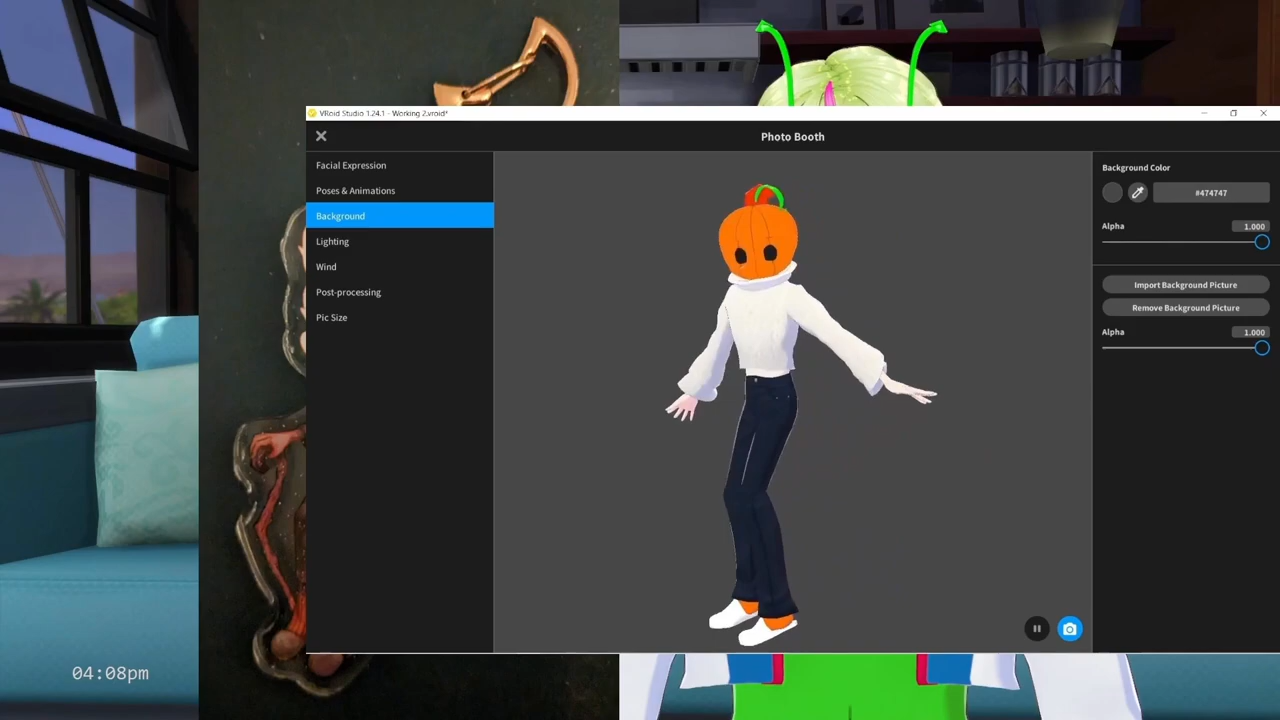 VRoid Studio 1.24.1 - Working 2.vroid*
Photo Booth
Facial Expression
Poses & Animations
Background
Lighting
Wind
Post-processing
Pic Size
Background Color
#474747
Alpha
1.000
Import Background Picture
Remove Background Picture
Alpha
1.000
04:08pm